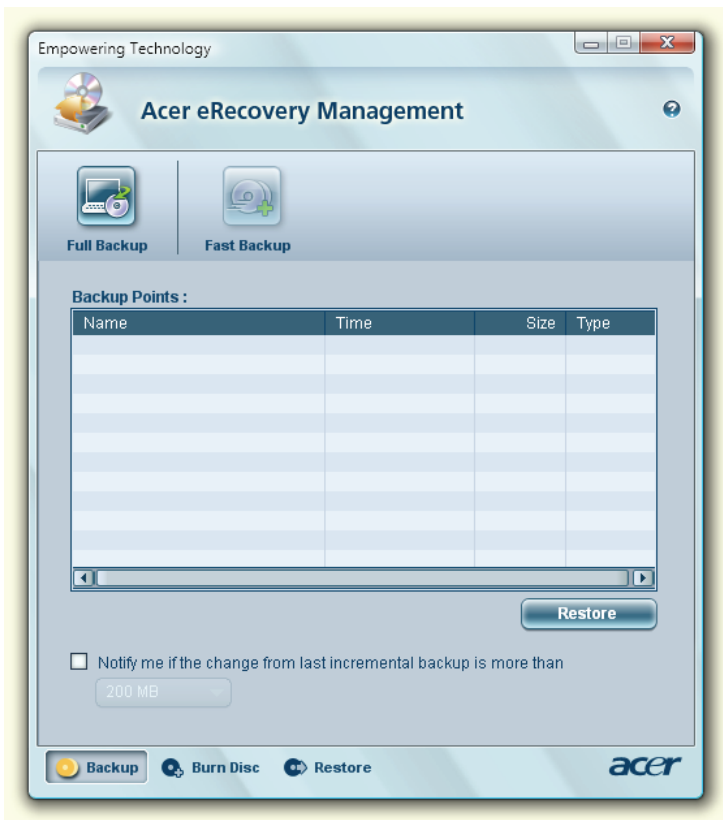 Empowering Technology
Acer eRecovery Management
Full Backup
Fast Backup
Backup Points :
Name Time Size Type
Restore
Notify me if the change from last incremental backup is more than
200 MB
Backup Burn Disc Restore acer